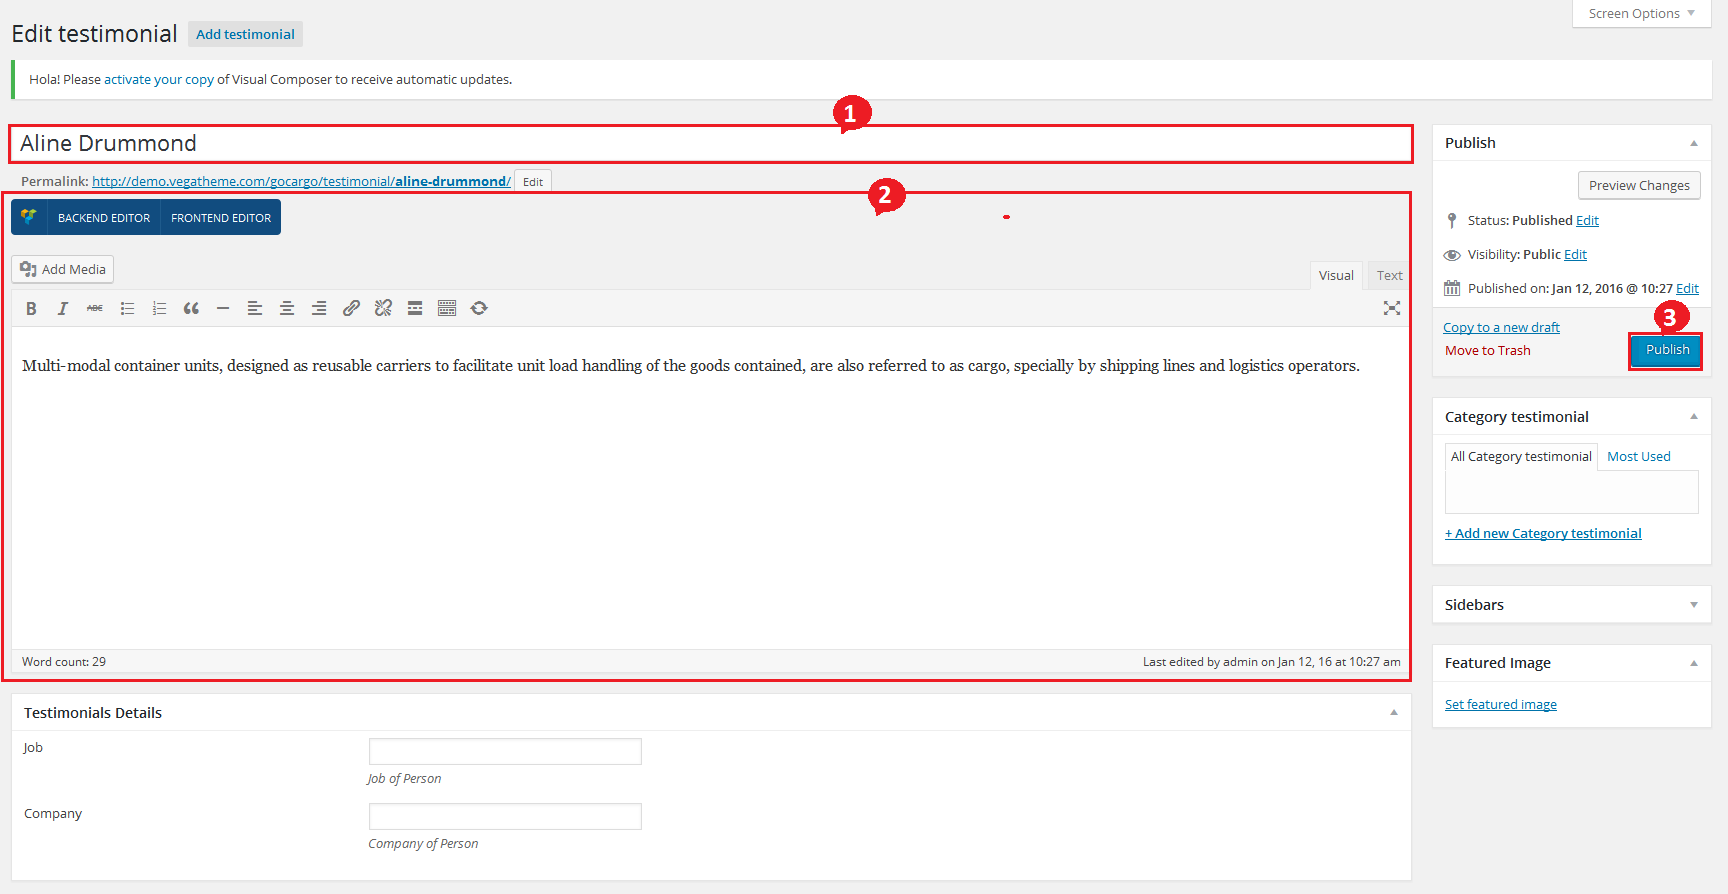 Screen Options
Edit testimonial Add testimonial
Hola! Please activate your copy of Visual Composer to receive automatic updates.
1
Aline Drummond
Permalink: http://demo.vegatheme.com/gocargo/testimonial/aline-drummond/ Edit
2
BACKEND EDITOR FRONTEND EDITOR
Add Media
Visual Text
B I ABC
Multi-modal container units, designed as reusable carriers to facilitate unit load handling of the goods contained, are also referred to as cargo, specially by shipping lines and logistics operators.
Word count: 29 Last edited by admin on Jan 12, 16 at 10:27 am
Testimonials Details
Job
Job of Person
Company
Company of Person
Publish
Preview Changes
Status: Published Edit
Visibility: Public Edit
Published on: Jan 12, 2016 @ 10:27 Edit
3
Copy to a new draft
Move to Trash Publish
Category testimonial
All Category testimonial Most Used
+ Add new Category testimonial
Sidebars
Featured Image
Set featured image